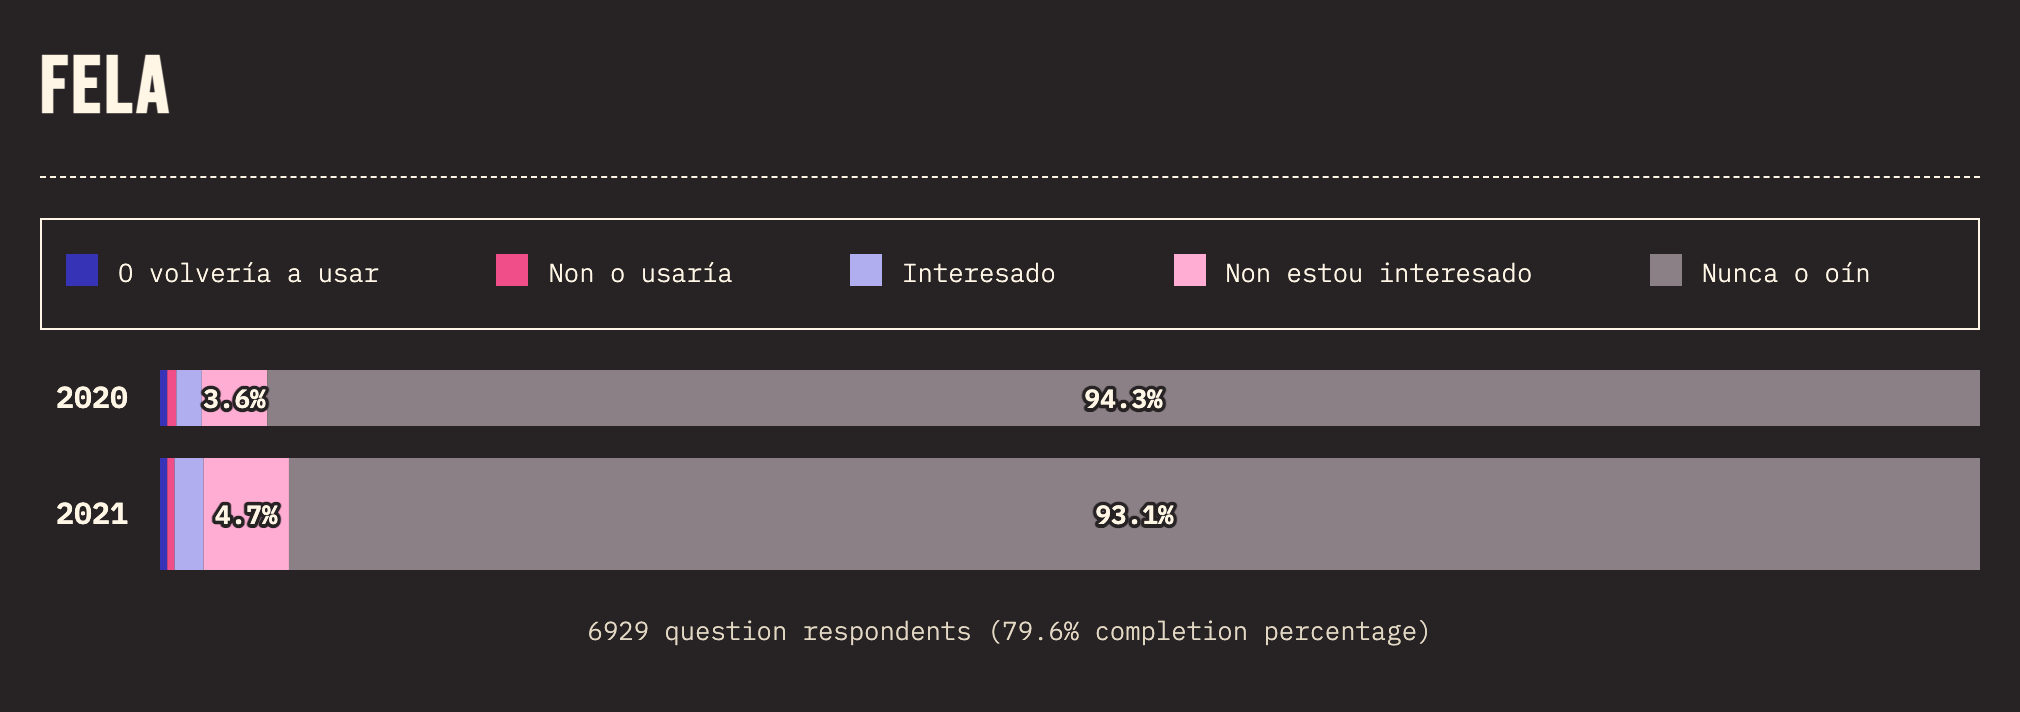 FELA
O volvería a usar
Non o usaría
Interesado
Non estou interesado
Nunca o oín
2020
3.6%
94.3%
2021
4.7%
93.1%
6929 question respondents (79.6% completion percentage)